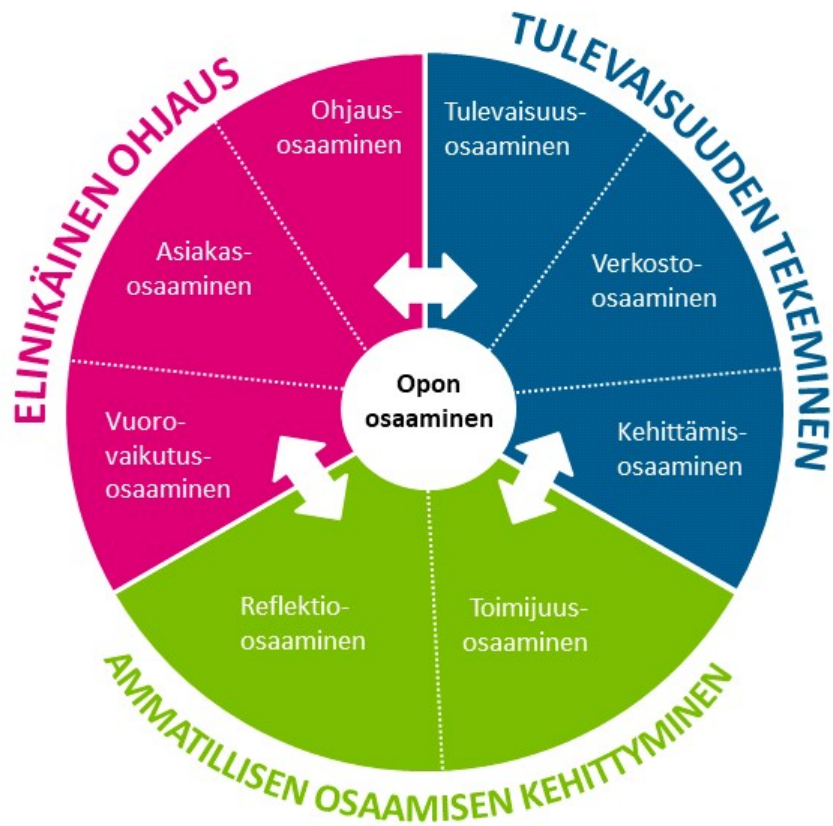 ELINIKÄINEN OHJAUS
Ohjaus-
osaaminen
Asiakas-
osaaminen
Vuoro-
vaikutus-
osaaminen
TULEVAISUUDEN TEKEMINEN
Tulevaisuus-
osaaminen
Verkosto-
osaaminen
Kehittämis-
osaaminen
Opon
osaaminen
Reflektio-
osaaminen
Toimijuus-
osaaminen
AMMATILLISEN OSAAMISEN KEHITTYMINEN